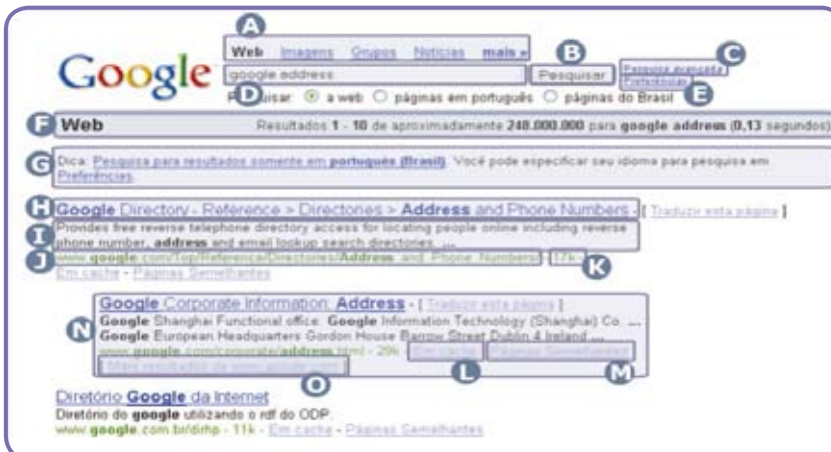 A
Web Imagens Grupos Notícias mais »
B
C
Google
google address
Pesquisar
Pesquisa avançada
Preferências
D
E
Pesquisar: a web páginas em português páginas do Brasil
F
Web
Resultados 1 - 10 de aproximadamente 240.000.000 para google address (0,13 segundos)
G
Dica: Pesquisa para resultados somente em português (Brasil). Você pode especificar seu idioma para pesquisa em
Preferências.
H
Google Directory - Reference > Directories > Address and Phone Numbers - [ Traduzir esta página ]
I
Provides free reverse telephone directory access for locating people online including reverse
phone number, address and email lookup search directories. ...
J
www.google.com/Top/Reference/Directories/Address_and_Phone_Numbers/ - 17k -
K
Em cache - Páginas Semelhantes
Google Corporate Information: Address - [ Traduzir esta página ]
N
Google Shanghai Functional office. Google Information Technology (Shanghai) Co. ...
Google European Headquarters Gordon House Barrow Street Dublin 4 Ireland ...
www.google.com/corporate/address.html - 29k - Em cache - Páginas Semelhantes
[ Mais resultados de www.google.com ]
O
L
M
Diretório Google da Internet
Diretório do google utilizando o rdf do ODP.
www.google.com.br/dirhp - 11k - Em cache - Páginas Semelhantes